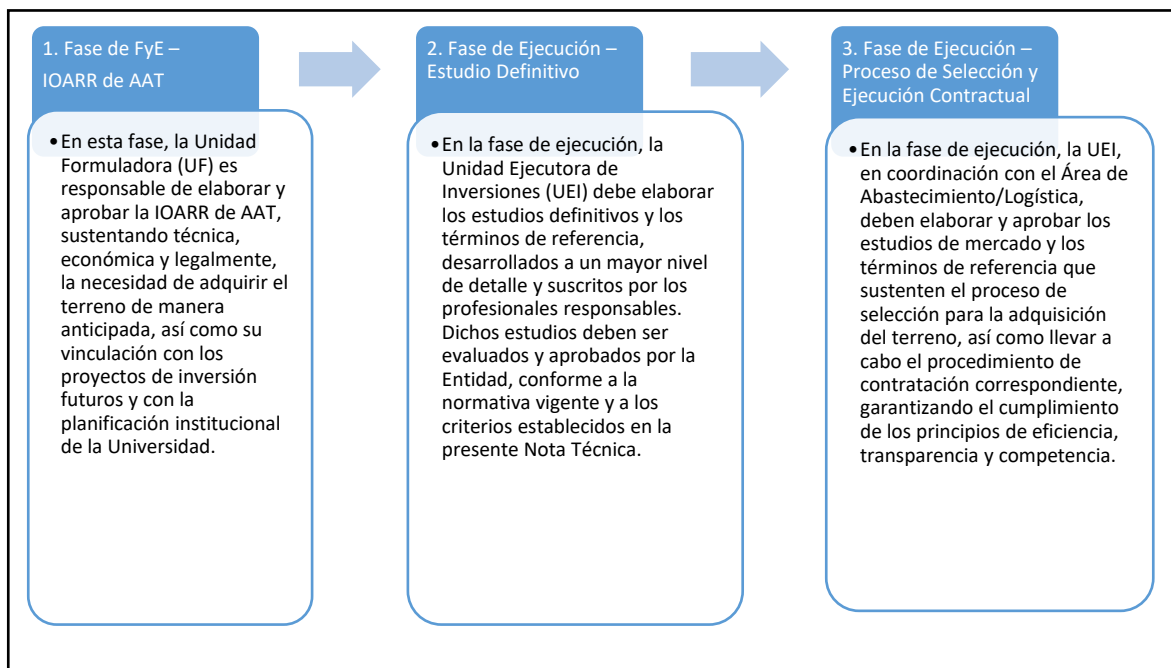 1. Fase de FyE –
IOARR de AAT
•En esta fase, la Unidad
Formuladora (UF) es
responsable de elaborar y
aprobar la IOARR de AAT,
sustentando técnica,
económica y legalmente,
la necesidad de adquirir el
terreno de manera
anticipada, así como su
vinculación con los
proyectos de inversión
futuros y con la
planificación institucional
de la Universidad.
2. Fase de Ejecución –
Estudio Definitivo
•En la fase de ejecución, la
Unidad Ejecutora de
Inversiones (UEI) debe elaborar
los estudios definitivos y los
términos de referencia,
desarrollados a un mayor nivel
de detalle y suscritos por los
profesionales responsables.
Dichos estudios deben ser
evaluados y aprobados por la
Entidad, conforme a la
normativa vigente y a los
criterios establecidos en la
presente Nota Técnica.
3. Fase de Ejecución –
Proceso de Selección y
Ejecución Contractual
•En la fase de ejecución, la UEI,
en coordinación con el Área de
Abastecimiento/Logística,
deben elaborar y aprobar los
estudios de mercado y los
términos de referencia que
sustenten el proceso de
selección para la adquisición
del terreno, así como llevar a
cabo el procedimiento de
contratación correspondiente,
garantizando el cumplimiento
de los principios de eficiencia,
transparencia y competencia.